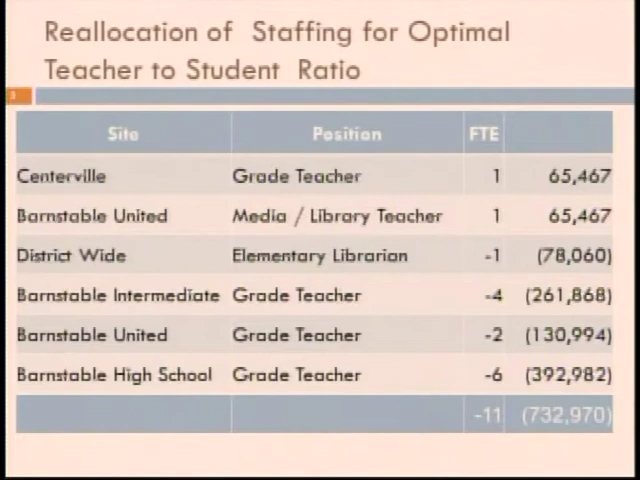 Reallocation of Staffing for Optimal
Teacher to Student Ratio
3
Site Position FTE
Centerville Grade Teacher 1 65,467
Barnstable United Media / Library Teacher 1 65,467
District Wide Elementary Librarian -1 (78,060)
Barnstable Intermediate Grade Teacher -4 (261,868)
Barnstable United Grade Teacher -2 (130,994)
Barnstable High School Grade Teacher -6 (392,982)
-11 (732,970)